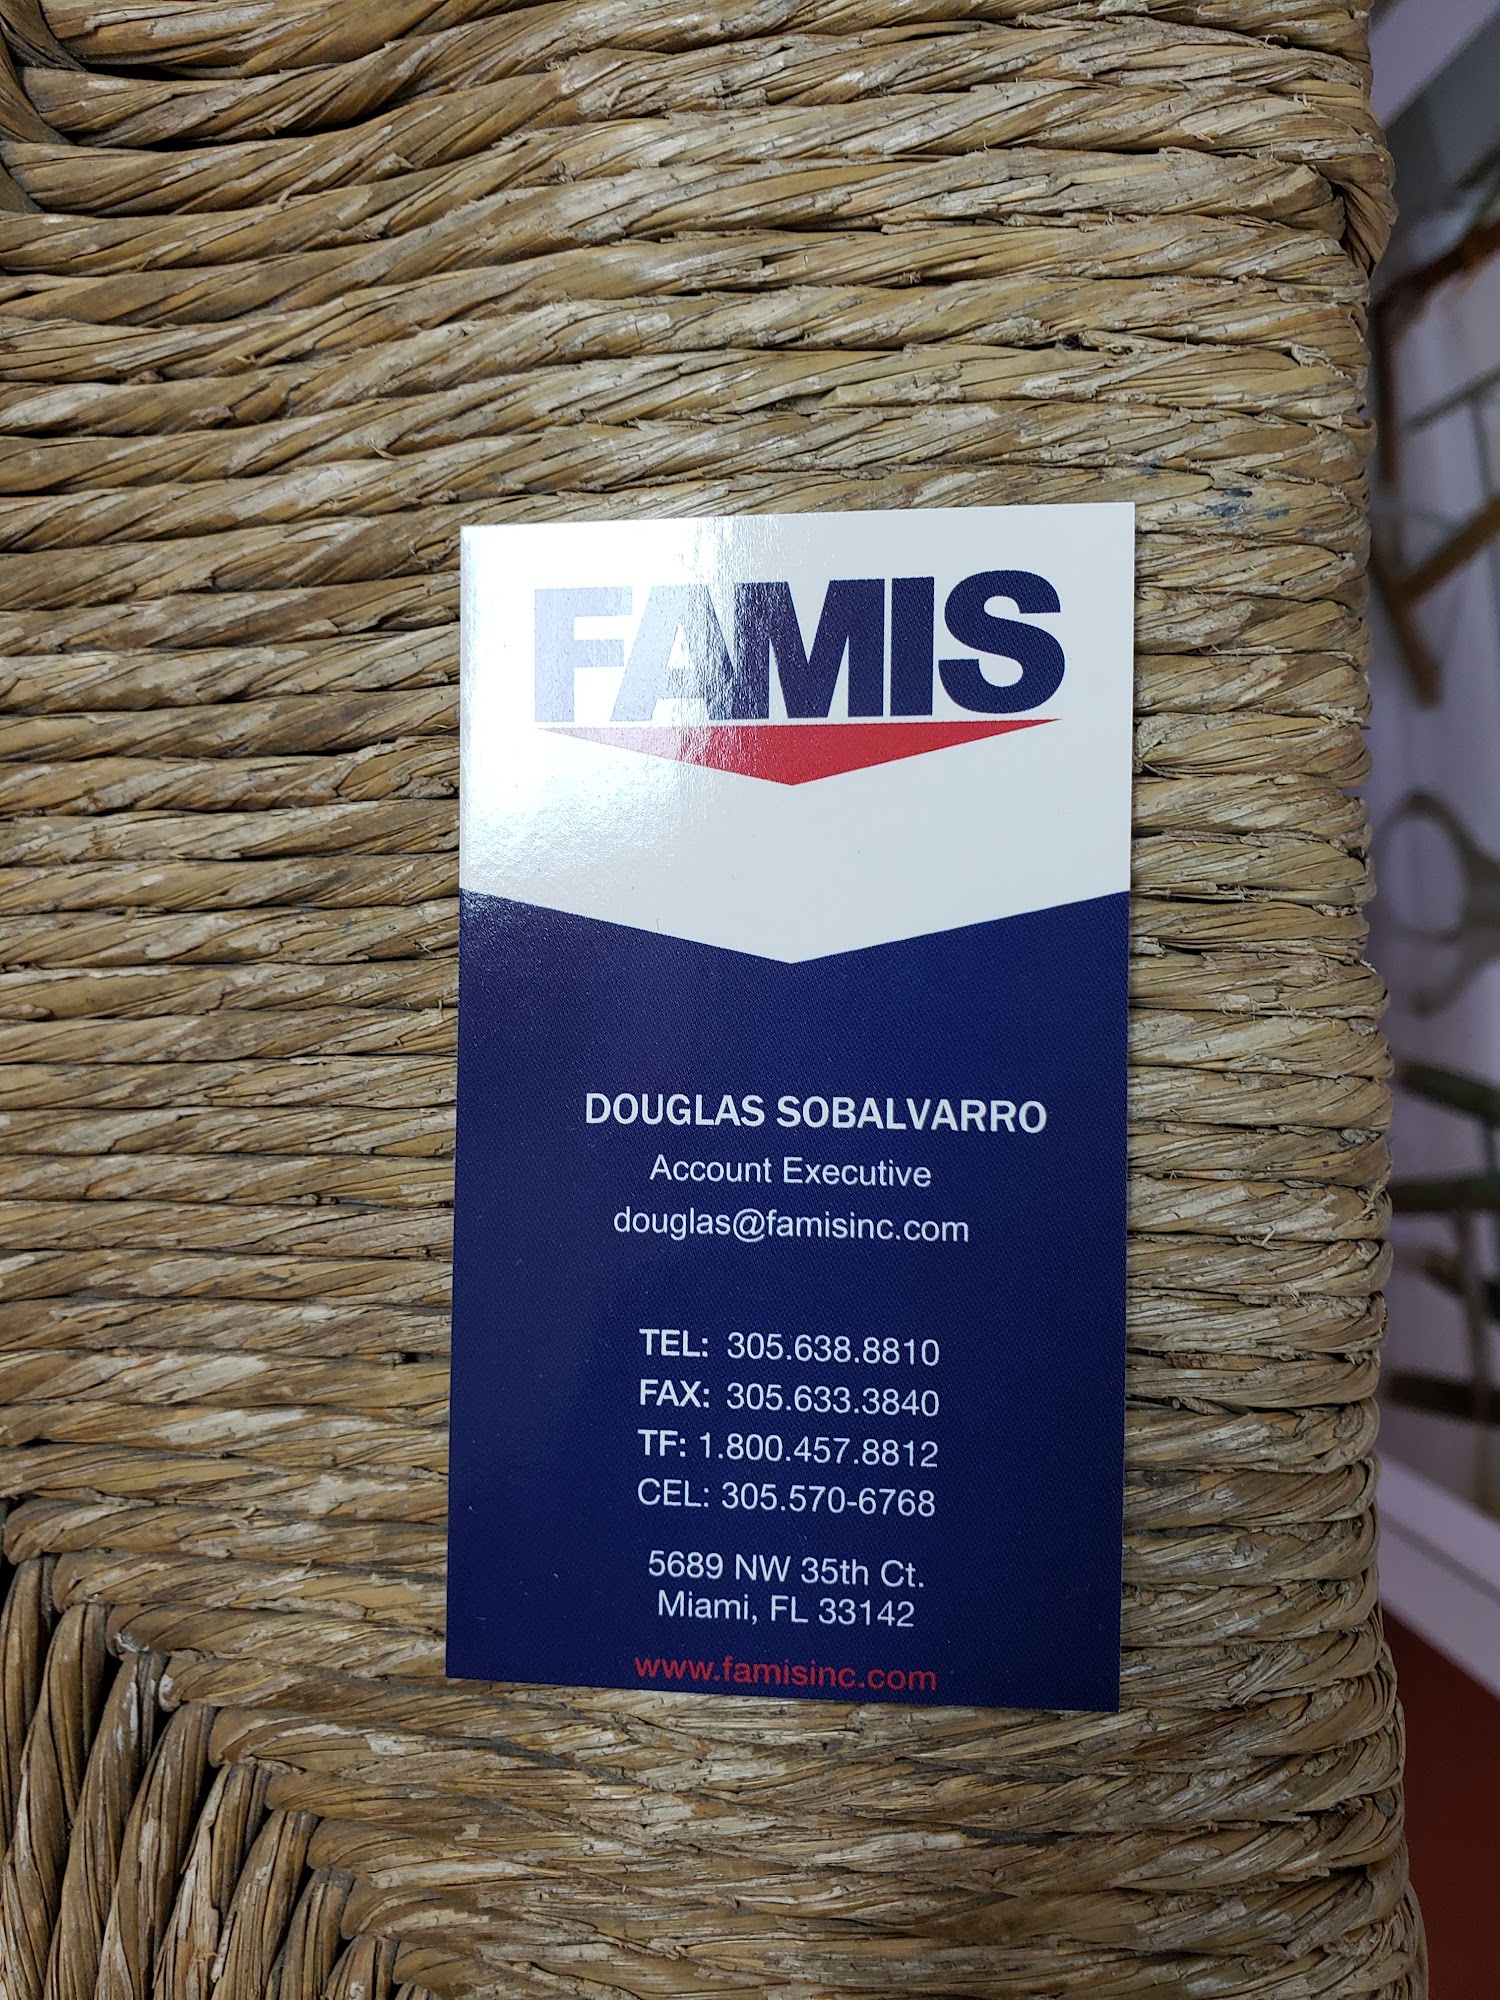 FAMIS
DOUGLAS SOBALVARRO
Account Executive
douglas@famisinc.com
TEL: 305.638.8810
FAX: 305.633.3840
TF: 1.800.457.8812
CEL: 305.570-6768
5689 NW 35th Ct.
Miami, FL 33142
www.famisinc.com